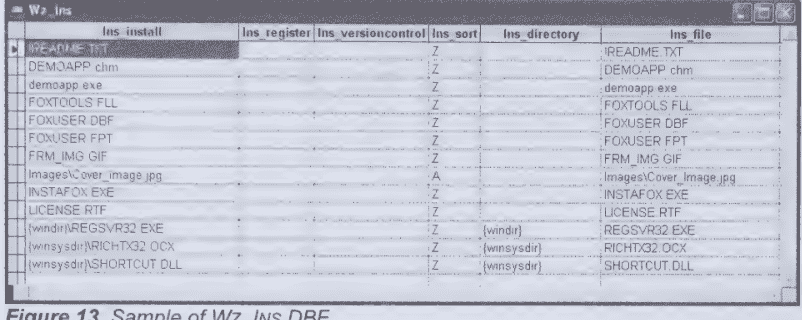 Wz_Ins
Ins_install Ins_register Ins_versioncontrol Ins_sort Ins_directory Ins_file
!README.TXT Z !README.TXT
DEMOAPP.chm Z DEMOAPP.chm
demoapp.exe Z demoapp.exe
FOXTOOLS.FLL Z FOXTOOLS.FLL
FOXUSER.DBF Z FOXUSER.DBF
FOXUSER.FPT Z FOXUSER.FPT
FRM_IMG.GIF Z FRM_IMG.GIF
Images\Cover_image.jpg A Images\Cover_Image.jpg
INSTAFOX.EXE Z INSTAFOX.EXE
LICENSE.RTF Z LICENSE.RTF
{windir}\REGSVR32.EXE Z {windir} REGSVR32.EXE
{winsysdir}\RICHTX32.OCX Z {winsysdir} RICHTX32.OCX
{winsysdir}\SHORTCUT.DLL Z {winsysdir} SHORTCUT.DLL
Figure 13. Sample of Wz_Ins.DBF